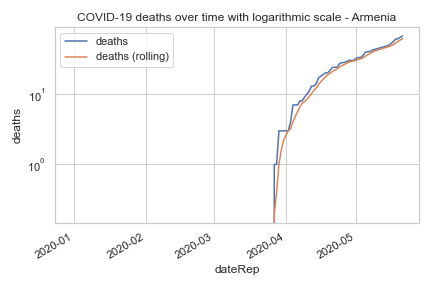 COVID-19 deaths over time with logarithmic scale - Armenia
deaths
deaths (rolling)
deaths
10¹
10⁰
2020-01
2020-02
2020-03
2020-04
2020-05
dateRep